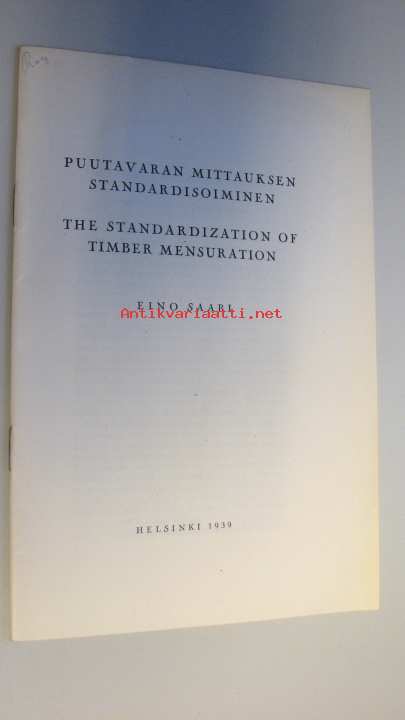 PUUTAVARAN MITTAUKSEN
STANDARDISOIMINEN
THE STANDARDIZATION OF
TIMBER MENSURATION
EINO SAARI
Antikvariaatti.net
HELSINKI 1939